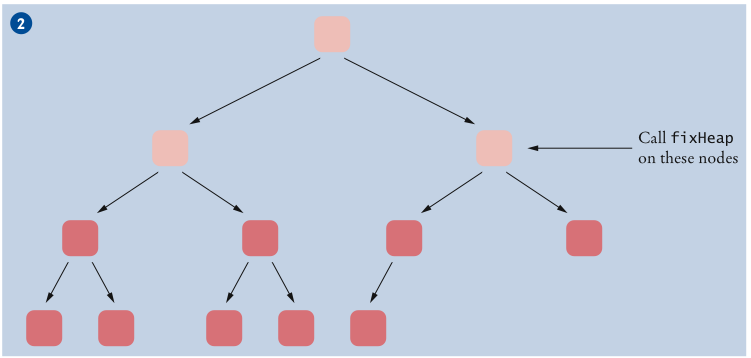 2
Call fixHeap
on these nodes